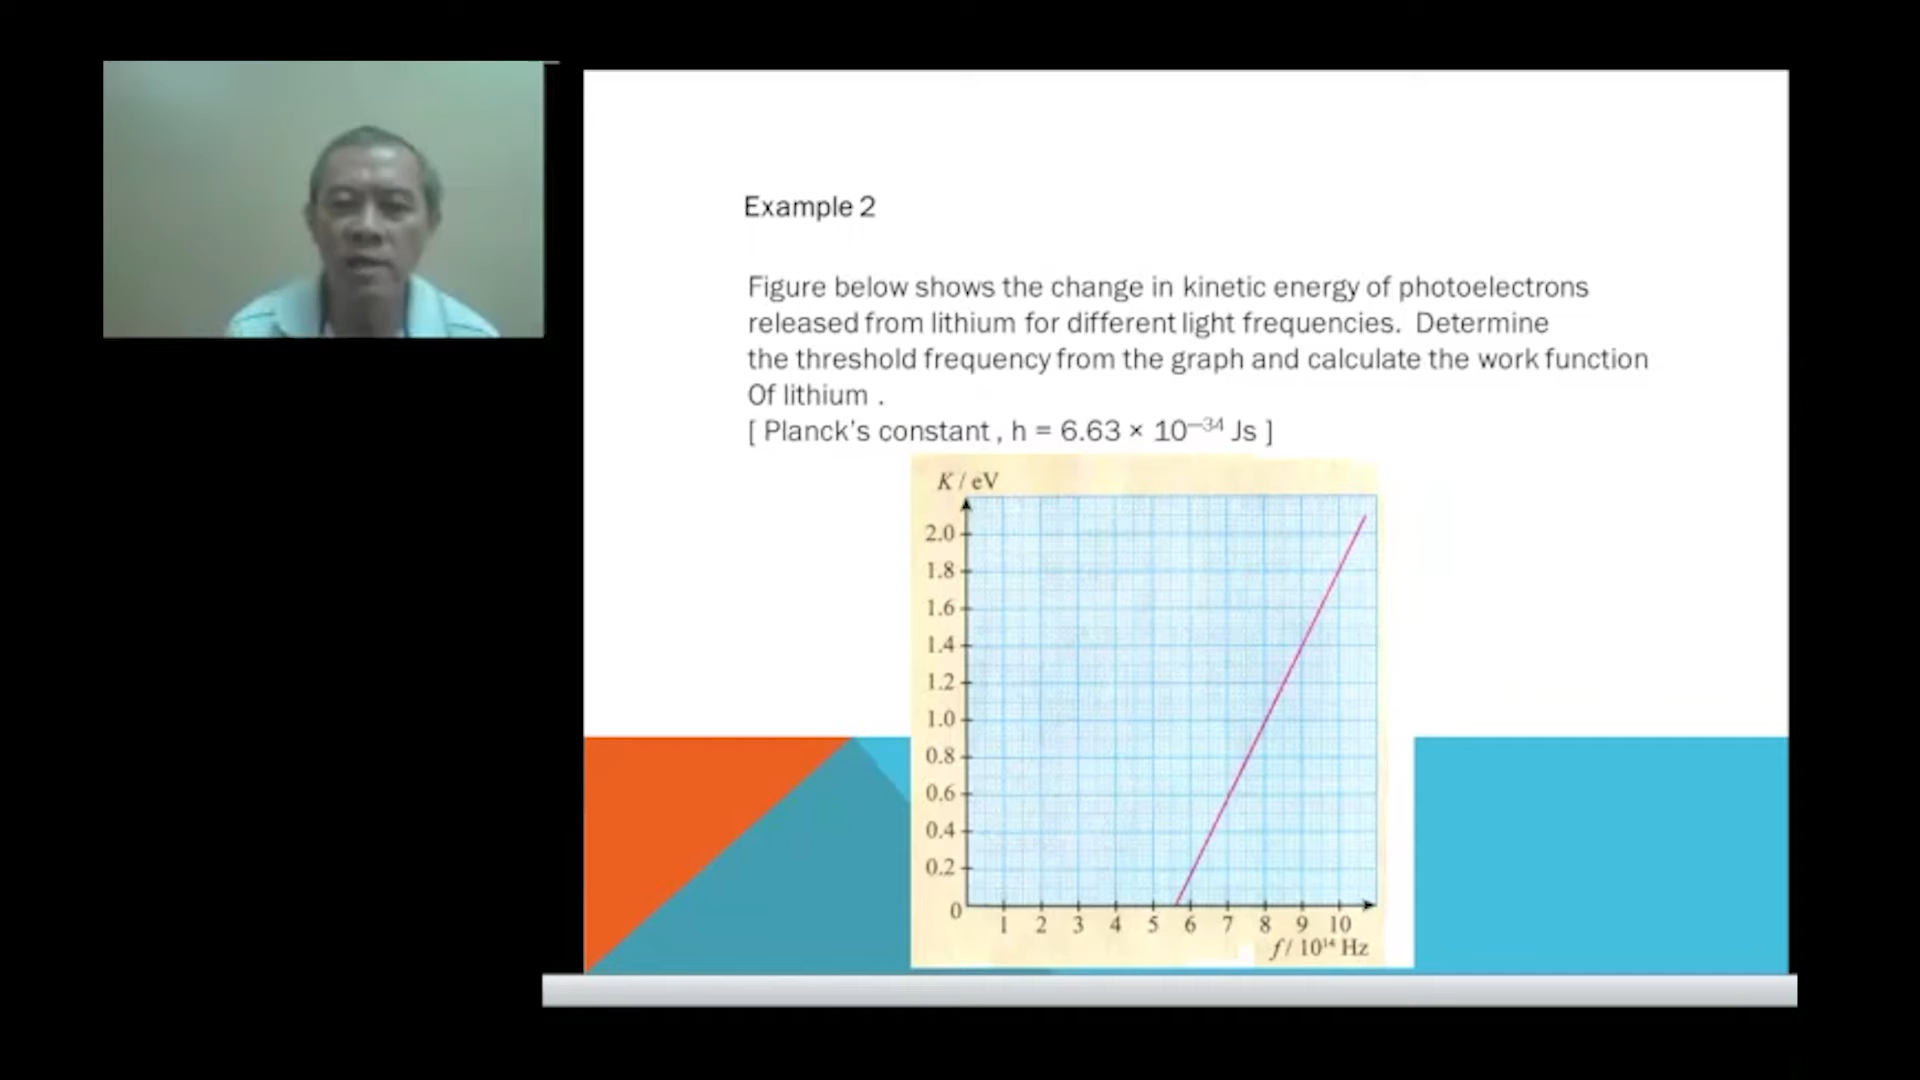 Example 2
Figure below shows the change in kinetic energy of photoelectrons
released from lithium for different light frequencies. Determine
the threshold frequency from the graph and calculate the work function
Of lithium .
[ Planck's constant , h = 6.63 × 10⁻³⁴ Js ]
K / eV
2.0
1.8
1.6
1.4
1.2
1.0
0.8
0.6
0.4
0.2
0
1 2 3 4 5 6 7 8 9 10
f / 10¹⁴ Hz